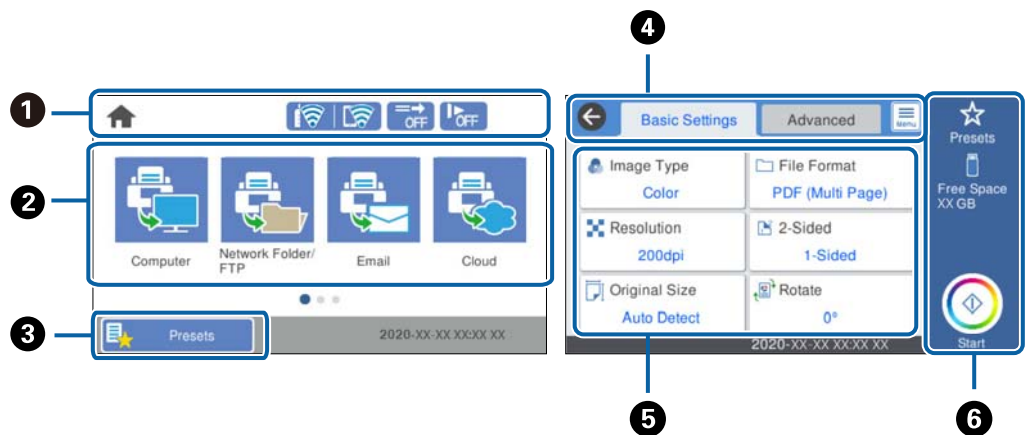 4
1
OFF
OFF
Basic Settings
Advanced
Menu
Presets
Free Space
XX GB
Start
2
Computer
Network Folder/
FTP
Email
Cloud
Image Type
Color
File Format
PDF (Multi Page)
Resolution
200dpi
2-Sided
1-Sided
Original Size
Auto Detect
Rotate
0°
3
Presets
2020-XX-XX XX:XX XX
2020-XX-XX XX:XX XX
5
6